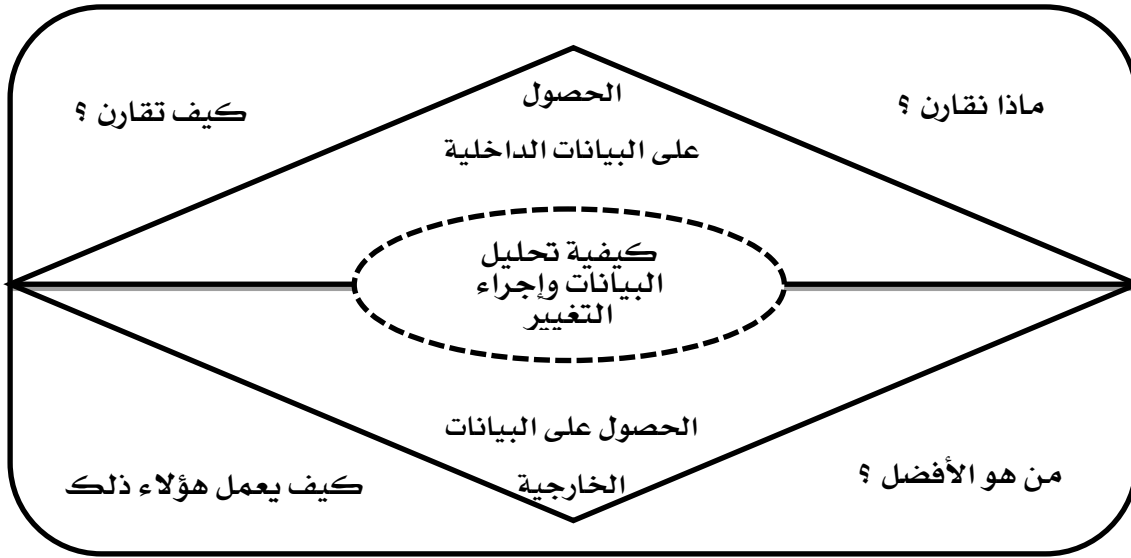 ماذا نقارن ؟
كيف تقارن ؟
الحصول
على البيانات الداخلية
كيفية تحليل
البيانات وإجراء
التغيير
الحصول على البيانات
الخارجية
من هو الأفضل ؟
كيف يعمل هؤلاء ذلك